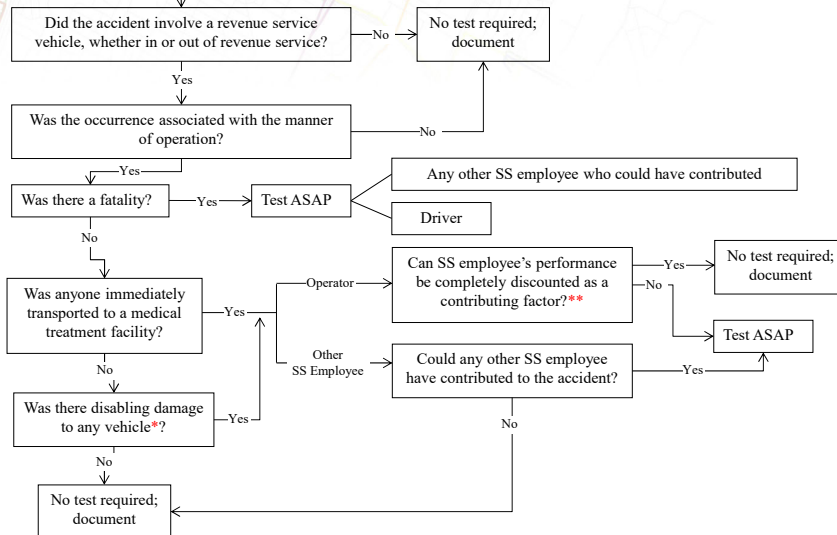 Did the accident involve a revenue service
vehicle, whether in or out of revenue service?
No
No test required;
document
Yes
Was the occurrence associated with the manner
of operation?
No
Yes
Was there a fatality?
Yes
Test ASAP
Any other SS employee who could have contributed
Driver
No
Was anyone immediately
transported to a medical
treatment facility?
Yes
Operator
Can SS employee’s performance
be completely discounted as a
contributing factor?**
Yes
No test required;
document
No
Test ASAP
Other
SS Employee
Could any other SS employee
have contributed to the accident?
Yes
No
No
Was there disabling damage
to any vehicle*?
Yes
No
No test required;
document